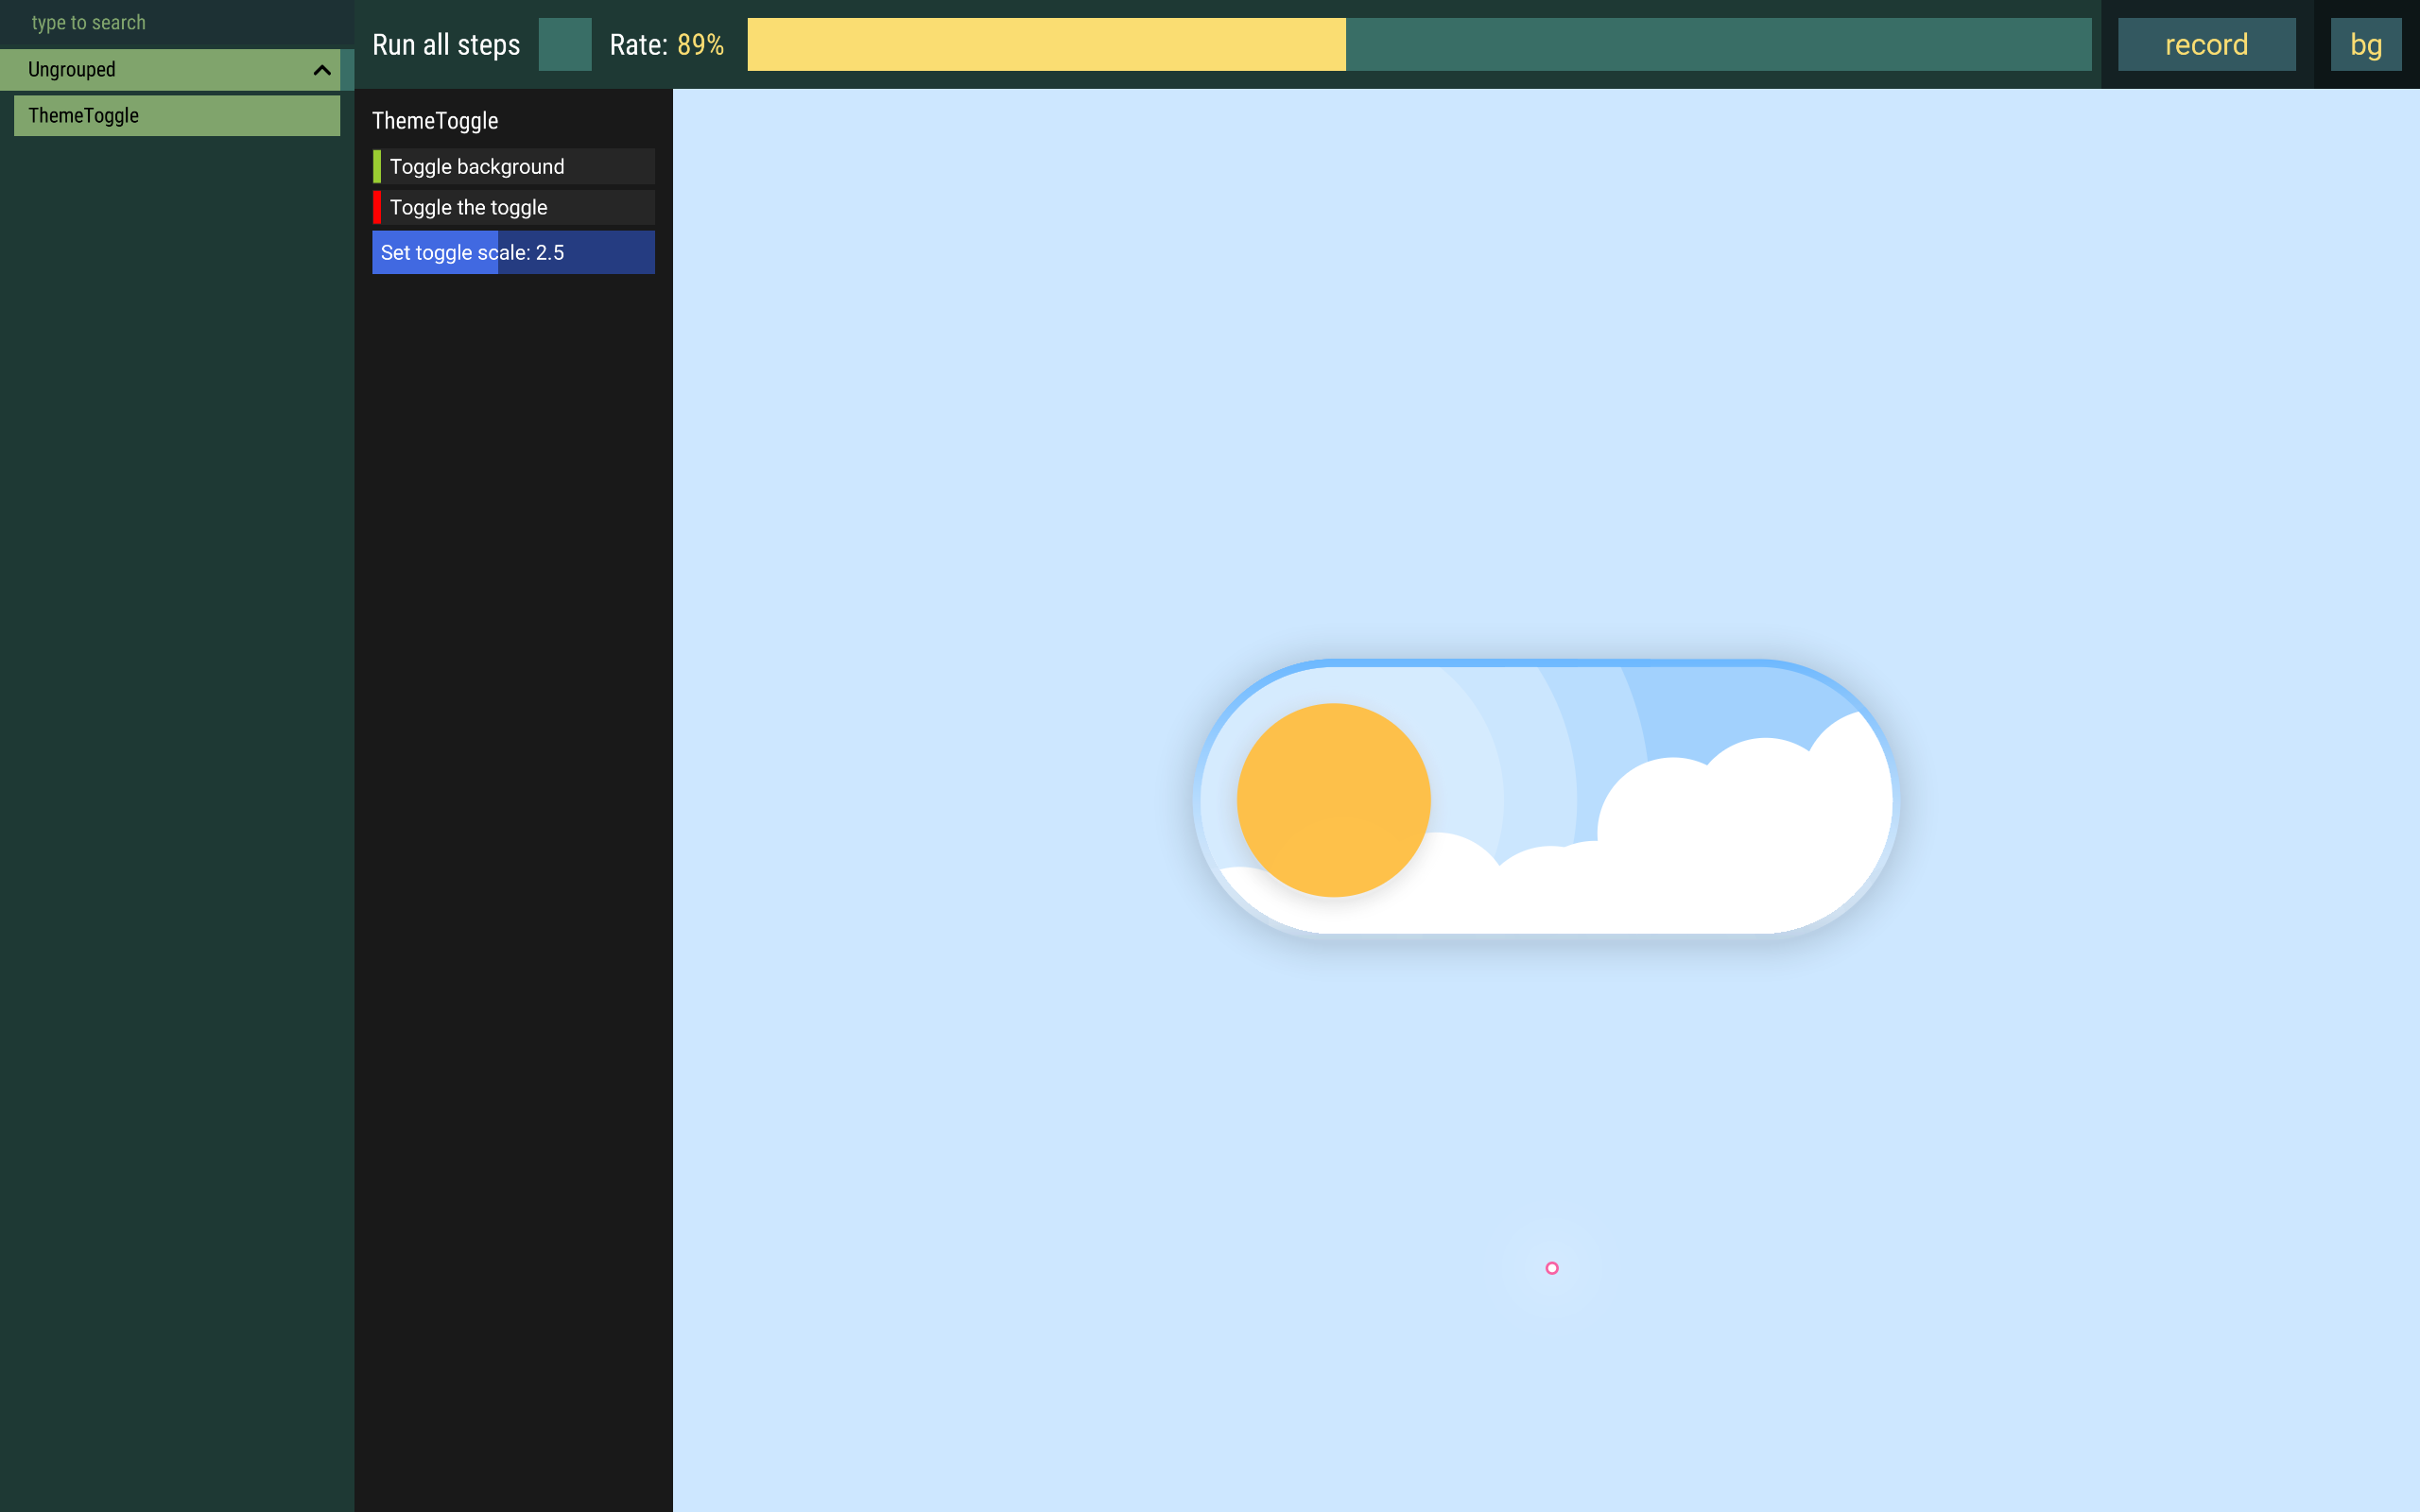 type to search
Ungrouped
ThemeToggle
Run all steps
Rate: 89%
record
bg
ThemeToggle
Toggle background
Toggle the toggle
Set toggle scale: 2.5